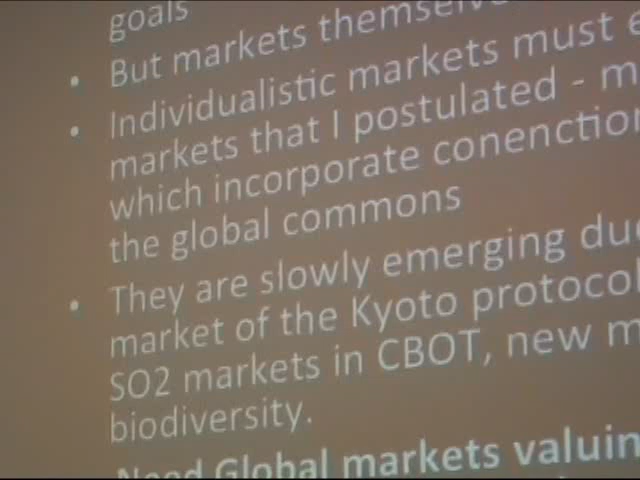 goals
• But markets themselv
• Individualistic markets must e
markets that I postulated - m
which incorporate conenction
the global commons
• They are slowly emerging du
market of the Kyoto protocol
SO2 markets in CBOT, new m
biodiversity.
Need Global markets valuin